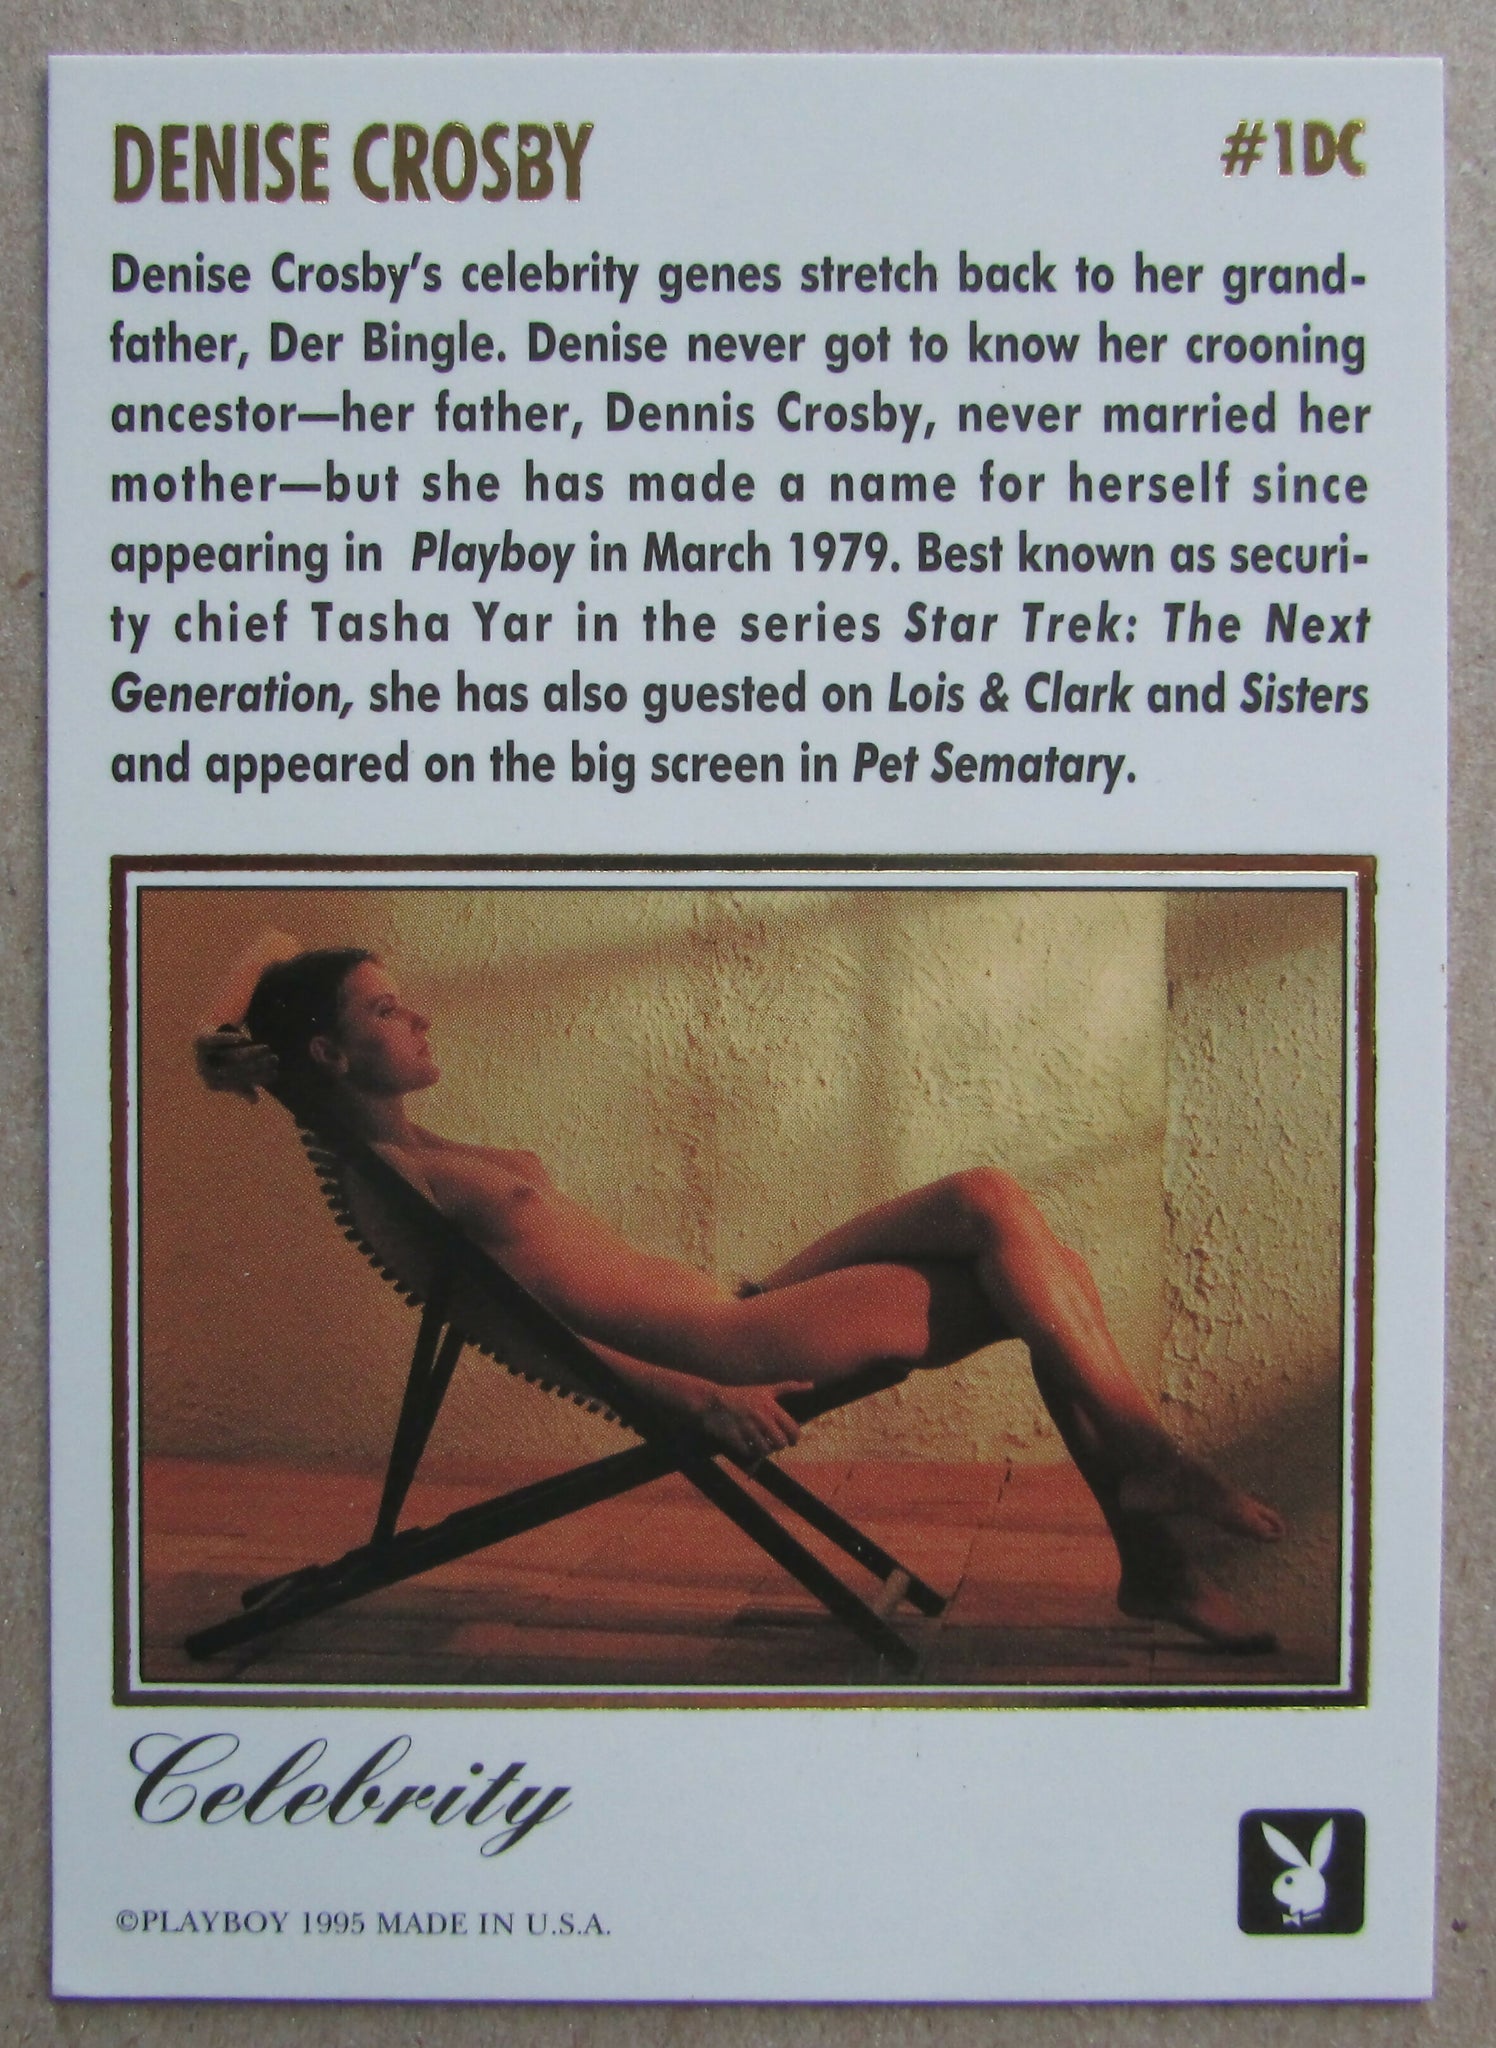 DENISE CROSBY
#1DC
Denise Crosby's celebrity genes stretch back to her grand-
father, Der Bingle. Denise never got to know her crooning
ancestor—her father, Dennis Crosby, never married her
mother—but she has made a name for herself since
appearing in Playboy in March 1979. Best known as securi-
ty chief Tasha Yar in the series Star Trek: The Next
Generation, she has also guested on Lois & Clark and Sisters
and appeared on the big screen in Pet Sematary.
Celebrity
©PLAYBOY 1995 MADE IN U.S.A.